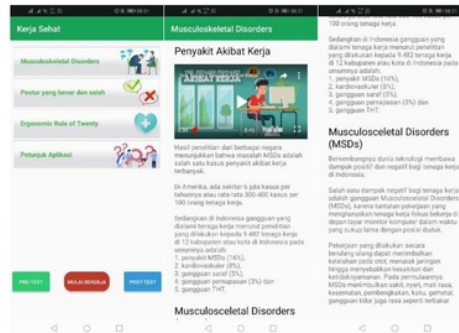 Kerja Sehat
Musculoskeletal Disorders
Postur yang benar dan salah
Ergonomic Rule of Twenty
Petunjuk Aplikasi
PRE-TEST
MULAI BEKERJA
POST-TEST
Musculoskeletal Disorders
Penyakit Akibat Kerja
AKIBAT KERJA
Hasil penelitian dari berbagai negara
menunjukkan bahwa masalah MSDs adalah
salah satu kasus penyakit akibat kerja
terbanyak.
Di Amerika, ada sekitar 6 juta kasus per
tahunnya atau rata-rata 300-400 kasus per
100 orang tenaga kerja.
Sedangkan di Indonesia gangguan yang
dialami tenaga kerja menurut penelitian
yang dilakukan kepada 9.482 tenaga kerja
di 12 kabupaten atau kota di Indonesia pada
umumnya adalah:
1. penyakit MSDs (16%),
2. kardiovaskuler (8%),
3. gangguan saraf (5%),
4. gangguan pernapasan (3%) dan
5. gangguan THT.
Musculosceletal Disorders
100 orang tenaga kerja.
Sedangkan di Indonesia gangguan yang
dialami tenaga kerja menurut penelitian
yang dilakukan kepada 9.482 tenaga kerja
di 12 kabupaten atau kota di Indonesia pada
umumnya adalah:
1. penyakit MSDs (16%),
2. kardiovaskuler (8%),
3. gangguan saraf (5%),
4. gangguan pernapasan (3%) dan
5. gangguan THT.
Musculosceletal Disorders
(MSDs)
Berkembangnya dunia teknologi membawa
dampak positif dan negatif bagi tenaga kerja
di Indonesia.
Salah satu dampak negatif bagi tenaga kerja
adalah gangguan Musculosceletal Disorders
(MSDs), karena tuntutan pekerjaan yang
mengharuskan tenaga kerja fokus bekerja di
depan layar monitor komputer dalam waktu
yang cukup lama dengan posisi duduk.
Pekerjaan yang dilakukan secara
berulang-ulang dapat menimbulkan
kelelahan pada otot, merusak jaringan
hingga menyebabkan kesakitan dan
ketidaknyamanan. Pada permulaannya
MSDs menimbulkan sakit, nyeri, mati rasa,
kesemutan, pembengkakan, kaku, gemetar,
gangguan tidur juga rasa seperti terbakar